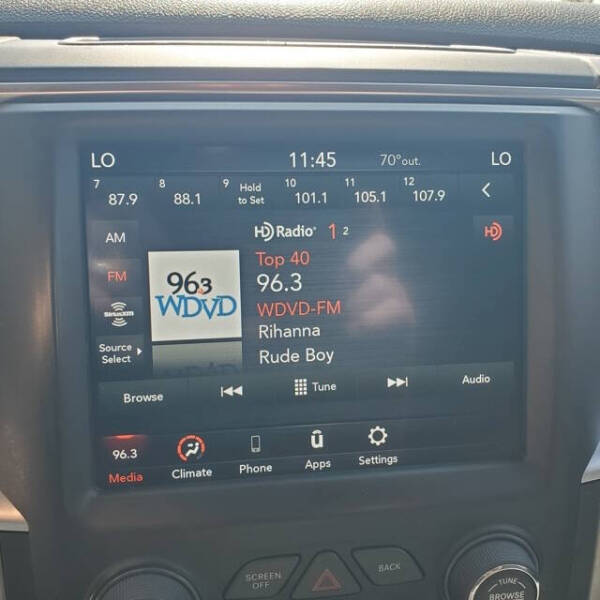 LO 11:45 70°out. LO
7 87.9 8 88.1 9 Hold to Set 10 101.1 11 105.1 12 107.9
AM
HD Radio 1 2
HD
Top 40
FM
96.3
96.3
WDVD
WDVD-FM
SiriusXM
Rihanna
Source
Select
Rude Boy
Browse Tune Audio
96.3
Media Climate Phone Apps Settings
SCREEN
OFF
BACK
TUNE
BROWSE